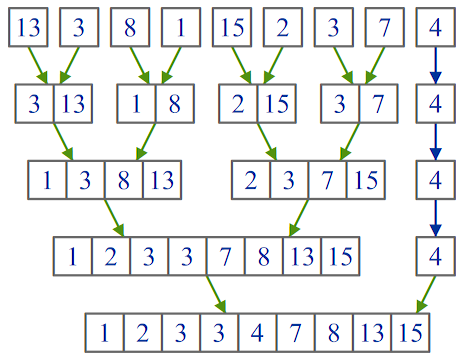 13 3 8 1 15 2 3 7 4
3 13 1 8 2 15 3 7 4
1 3 8 13 2 3 7 15 4
1 2 3 3 7 8 13 15 4
1 2 3 3 4 7 8 13 15